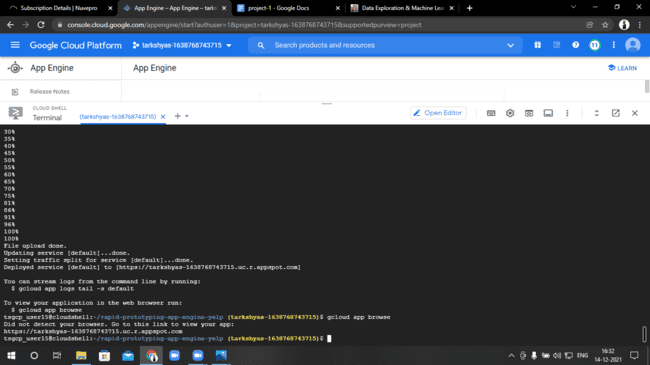 Subscription Details | Nuvepro
App Engine – App Engine – tarks
project-1 - Google Docs
Data Exploration & Machine Lear
console.cloud.google.com/appengine/start?authuser=1&project=tarkshyas-1638768743715&supportedpurview=project
Google Cloud Platform
tarkshyas-1638768743715
Search products and resources
11
App Engine
App Engine
LEARN
Release Notes
CLOUD SHELL
Terminal
(tarkshyas-1638768743715)
Open Editor
30%
35%
40%
45%
50%
55%
60%
65%
70%
75%
81%
86%
91%
96%
100%
100%
File upload done.
Updating service [default]...done.
Setting traffic split for service [default]...done.
Deployed service [default] to [https://tarkshyas-1638768743715.uc.r.appspot.com]
You can stream logs from the command line by running:
$ gcloud app logs tail -s default
To view your application in the web browser run:
$ gcloud app browse
tsgcp_user15@cloudshell:~/rapid-prototyping-app-engine-yelp (tarkshyas-1638768743715)$ gcloud app browse
Did not detect your browser. Go to this link to view your app:
https://tarkshyas-1638768743715.uc.r.appspot.com
tsgcp_user15@cloudshell:~/rapid-prototyping-app-engine-yelp (tarkshyas-1638768743715)$
ENG
16:32
14-12-2021